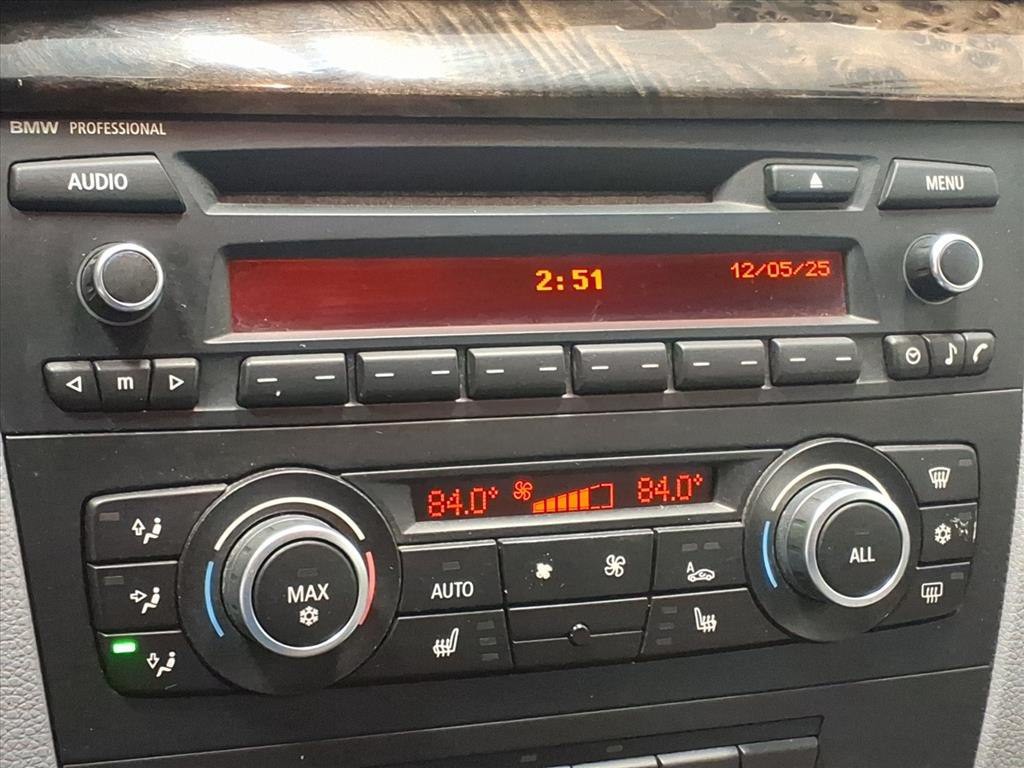 BMW PROFESSIONAL
AUDIO
MENU
2:51
12/05/25
m
84.0°
84.0°
MAX
AUTO
A
ALL